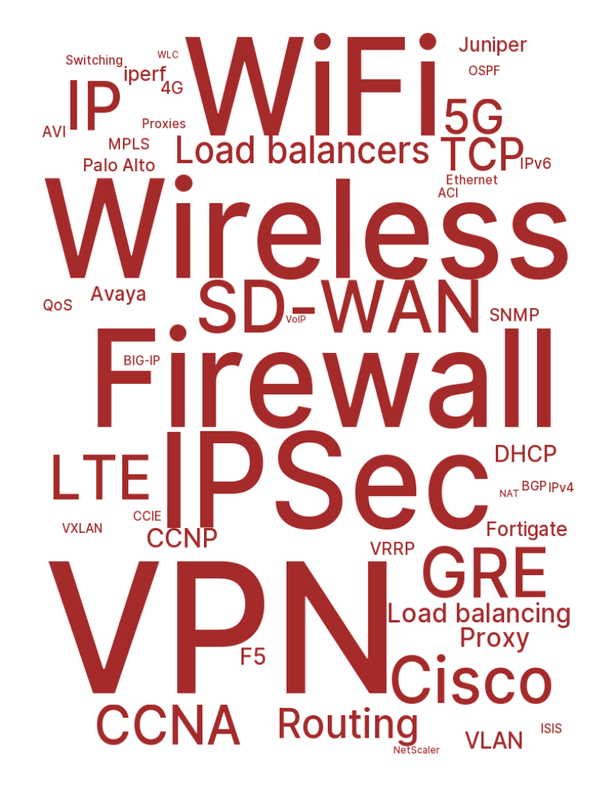 WLC
WiFi
Juniper
Switching
iperf
OSPF
IP
4G
5G
AVI
Proxies
MPLS
Load balancers
TCP
Palo Alto
IPv6
Ethernet
ACI
Wireless
Avaya
QoS
SD-WAN
VoIP
SNMP
Firewall
BIG-IP
IPSec
DHCP
LTE
NAT
BGP
IPv4
CCIE
VXLAN
CCNP
Fortigate
VRRP
GRE
VPN
Load balancing
Proxy
F5
Cisco
CCNA
Routing
VLAN
ISIS
NetScaler